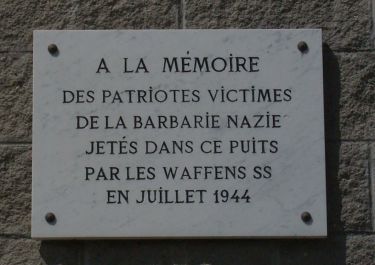 A LA MÉMOIRE
DES PATRIOTES VICTIMES
DE LA BARBARIE NAZIE
JETÉS DANS CE PUITS
PAR LES WAFFENS SS
EN JUILLET 1944